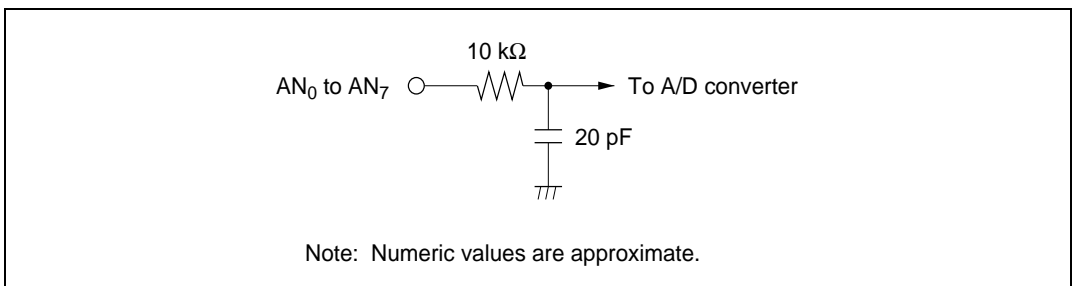 10 kΩ
AN0 to AN7
To A/D converter
20 pF
Note: Numeric values are approximate.